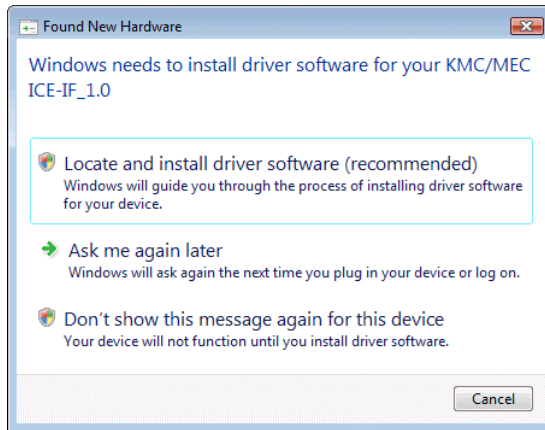 Found New Hardware
Windows needs to install driver software for your KMC/MEC
ICE-IF_1.0
Locate and install driver software (recommended)
Windows will guide you through the process of installing driver software
for your device.
Ask me again later
Windows will ask again the next time you plug in your device or log on.
Don't show this message again for this device
Your device will not function until you install driver software.
Cancel